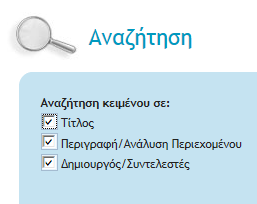 Αναζήτηση
Αναζήτηση κειμένου σε:
Τίτλος
Περιγραφή/Ανάλυση Περιεχομένου
Δημιουργός/Συντελεστές